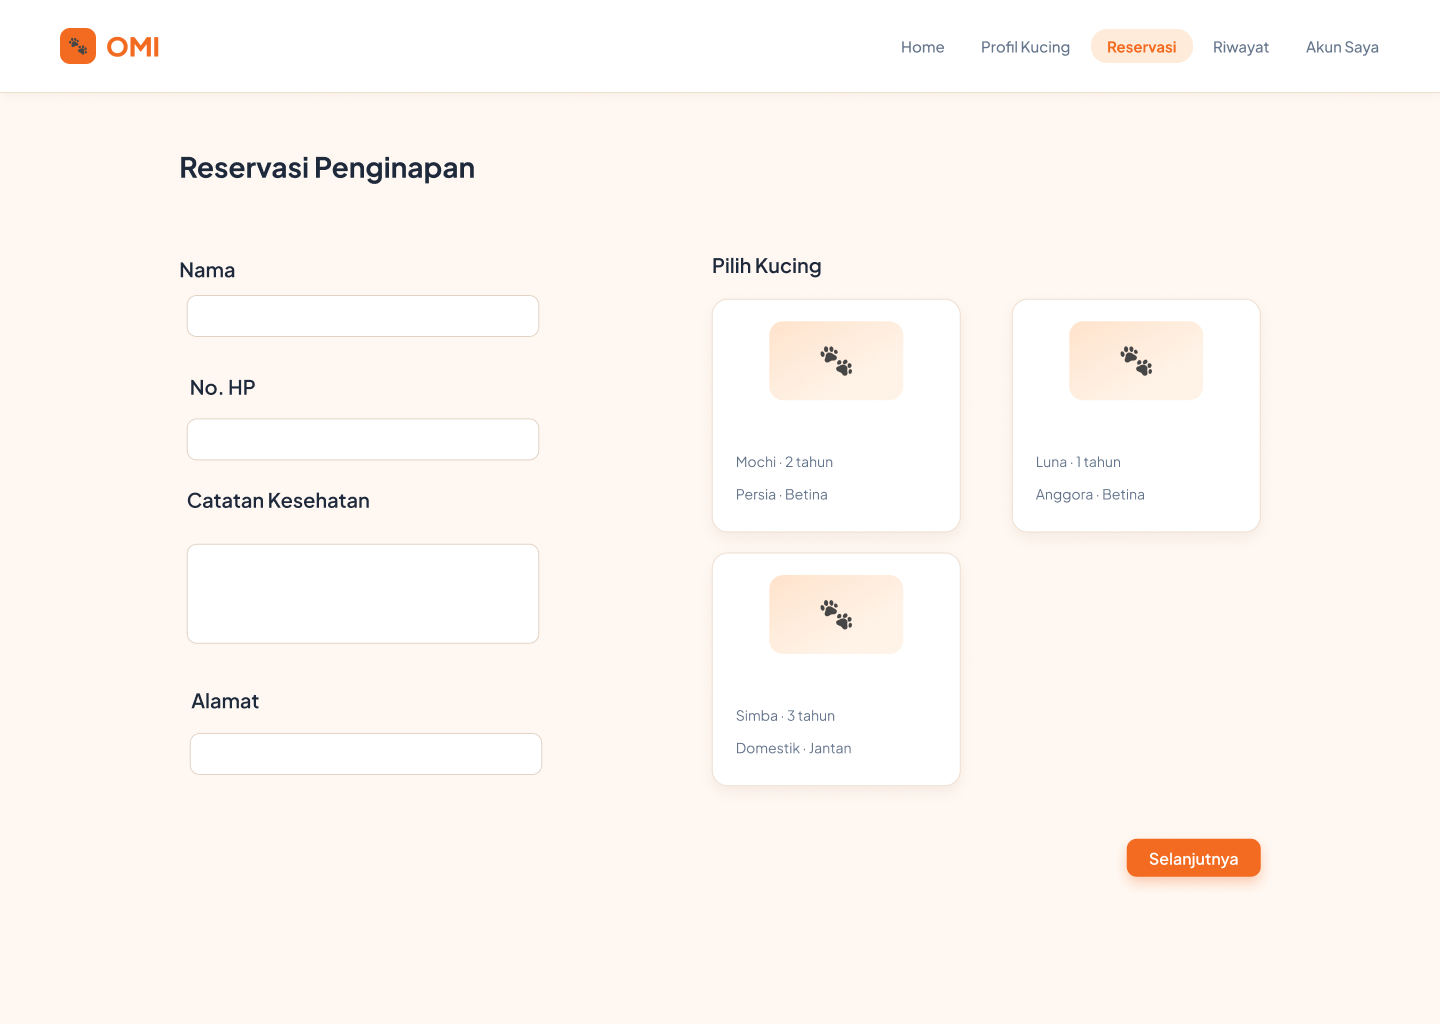 OMI
Home
Profil Kucing
Reservasi
Riwayat
Akun Saya
Reservasi Penginapan
Nama
No. HP
Catatan Kesehatan
Alamat
Pilih Kucing
Mochi · 2 tahun
Persia · Betina
Luna · 1 tahun
Anggora · Betina
Simba · 3 tahun
Domestik · Jantan
Selanjutnya